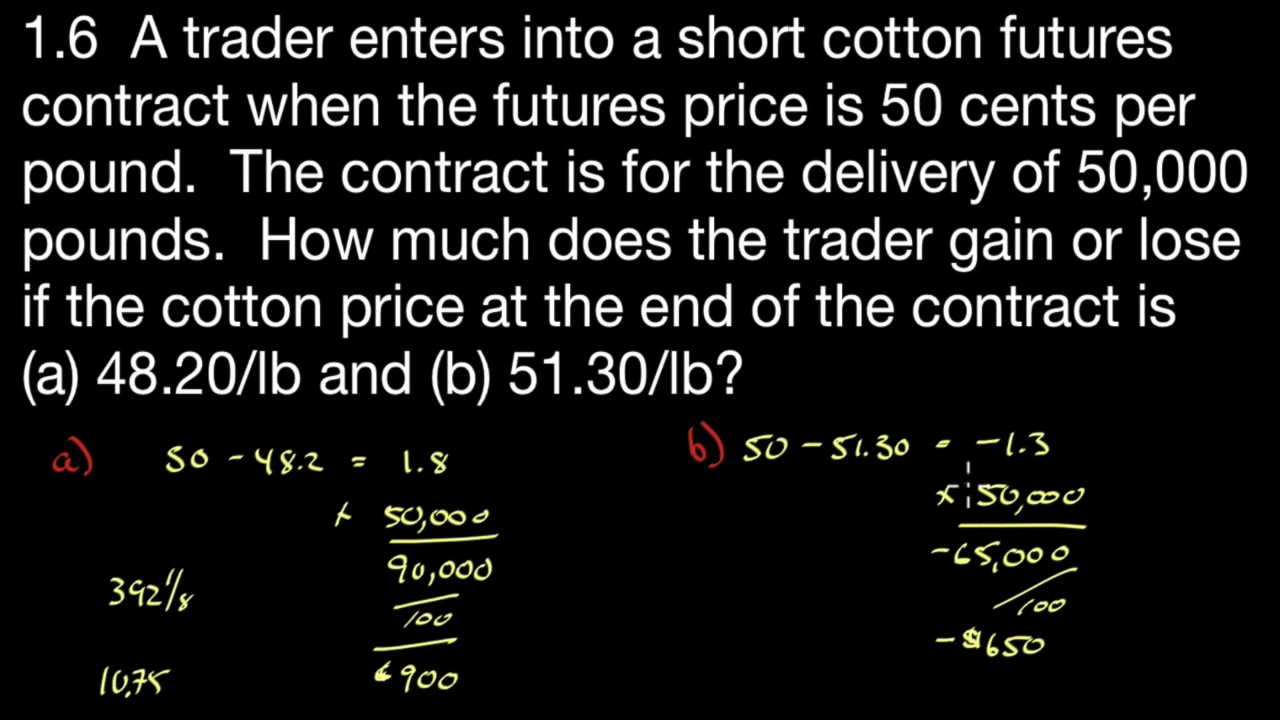 1.6 A trader enters into a short cotton futures
contract when the futures price is 50 cents per
pound. The contract is for the delivery of 50,000
pounds. How much does the trader gain or lose
if the cotton price at the end of the contract is
(a) 48.20/lb and (b) 51.30/lb?
a) 50 - 48.2 = 1.8
x 50,000
90,000
/100
$900
392 1/8
10.75
b) 50 - 51.30 = -1.3
x 50,000
-65,000
/100
-$650